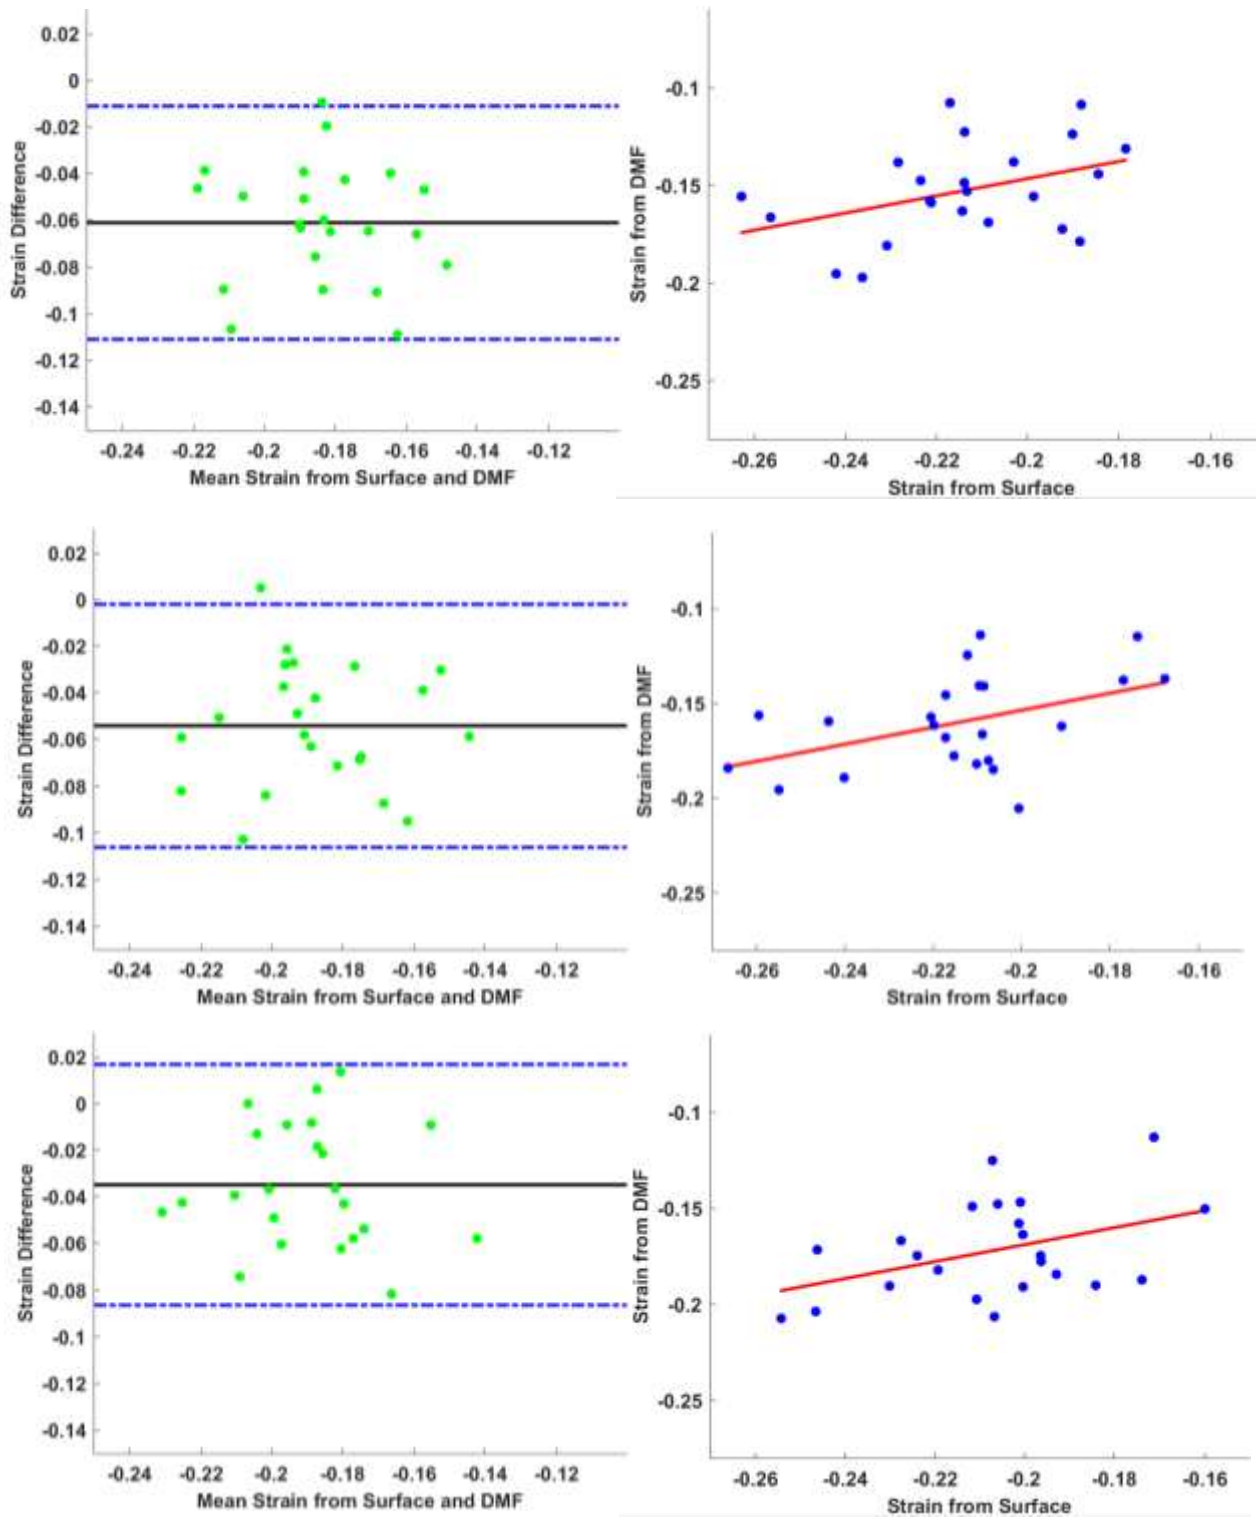 0.02
0
-0.02
-0.04
-0.06
-0.08
-0.1
-0.12
-0.14
Strain Difference
-0.24 -0.22 -0.2 -0.18 -0.16 -0.14 -0.12
Mean Strain from Surface and DMF
-0.1
-0.15
-0.2
-0.25
Strain from DMF
-0.26 -0.24 -0.22 -0.2 -0.18 -0.16
Strain from Surface
0.02
0
-0.02
-0.04
-0.06
-0.08
-0.1
-0.12
-0.14
Strain Difference
-0.24 -0.22 -0.2 -0.18 -0.16 -0.14 -0.12
Mean Strain from Surface and DMF
-0.1
-0.15
-0.2
-0.25
Strain from DMF
-0.26 -0.24 -0.22 -0.2 -0.18 -0.16
Strain from Surface
0.02
0
-0.02
-0.04
-0.06
-0.08
-0.1
-0.12
-0.14
Strain Difference
-0.24 -0.22 -0.2 -0.18 -0.16 -0.14 -0.12
Mean Strain from Surface and DMF
-0.1
-0.15
-0.2
-0.25
Strain from DMF
-0.26 -0.24 -0.22 -0.2 -0.18 -0.16
Strain from Surface